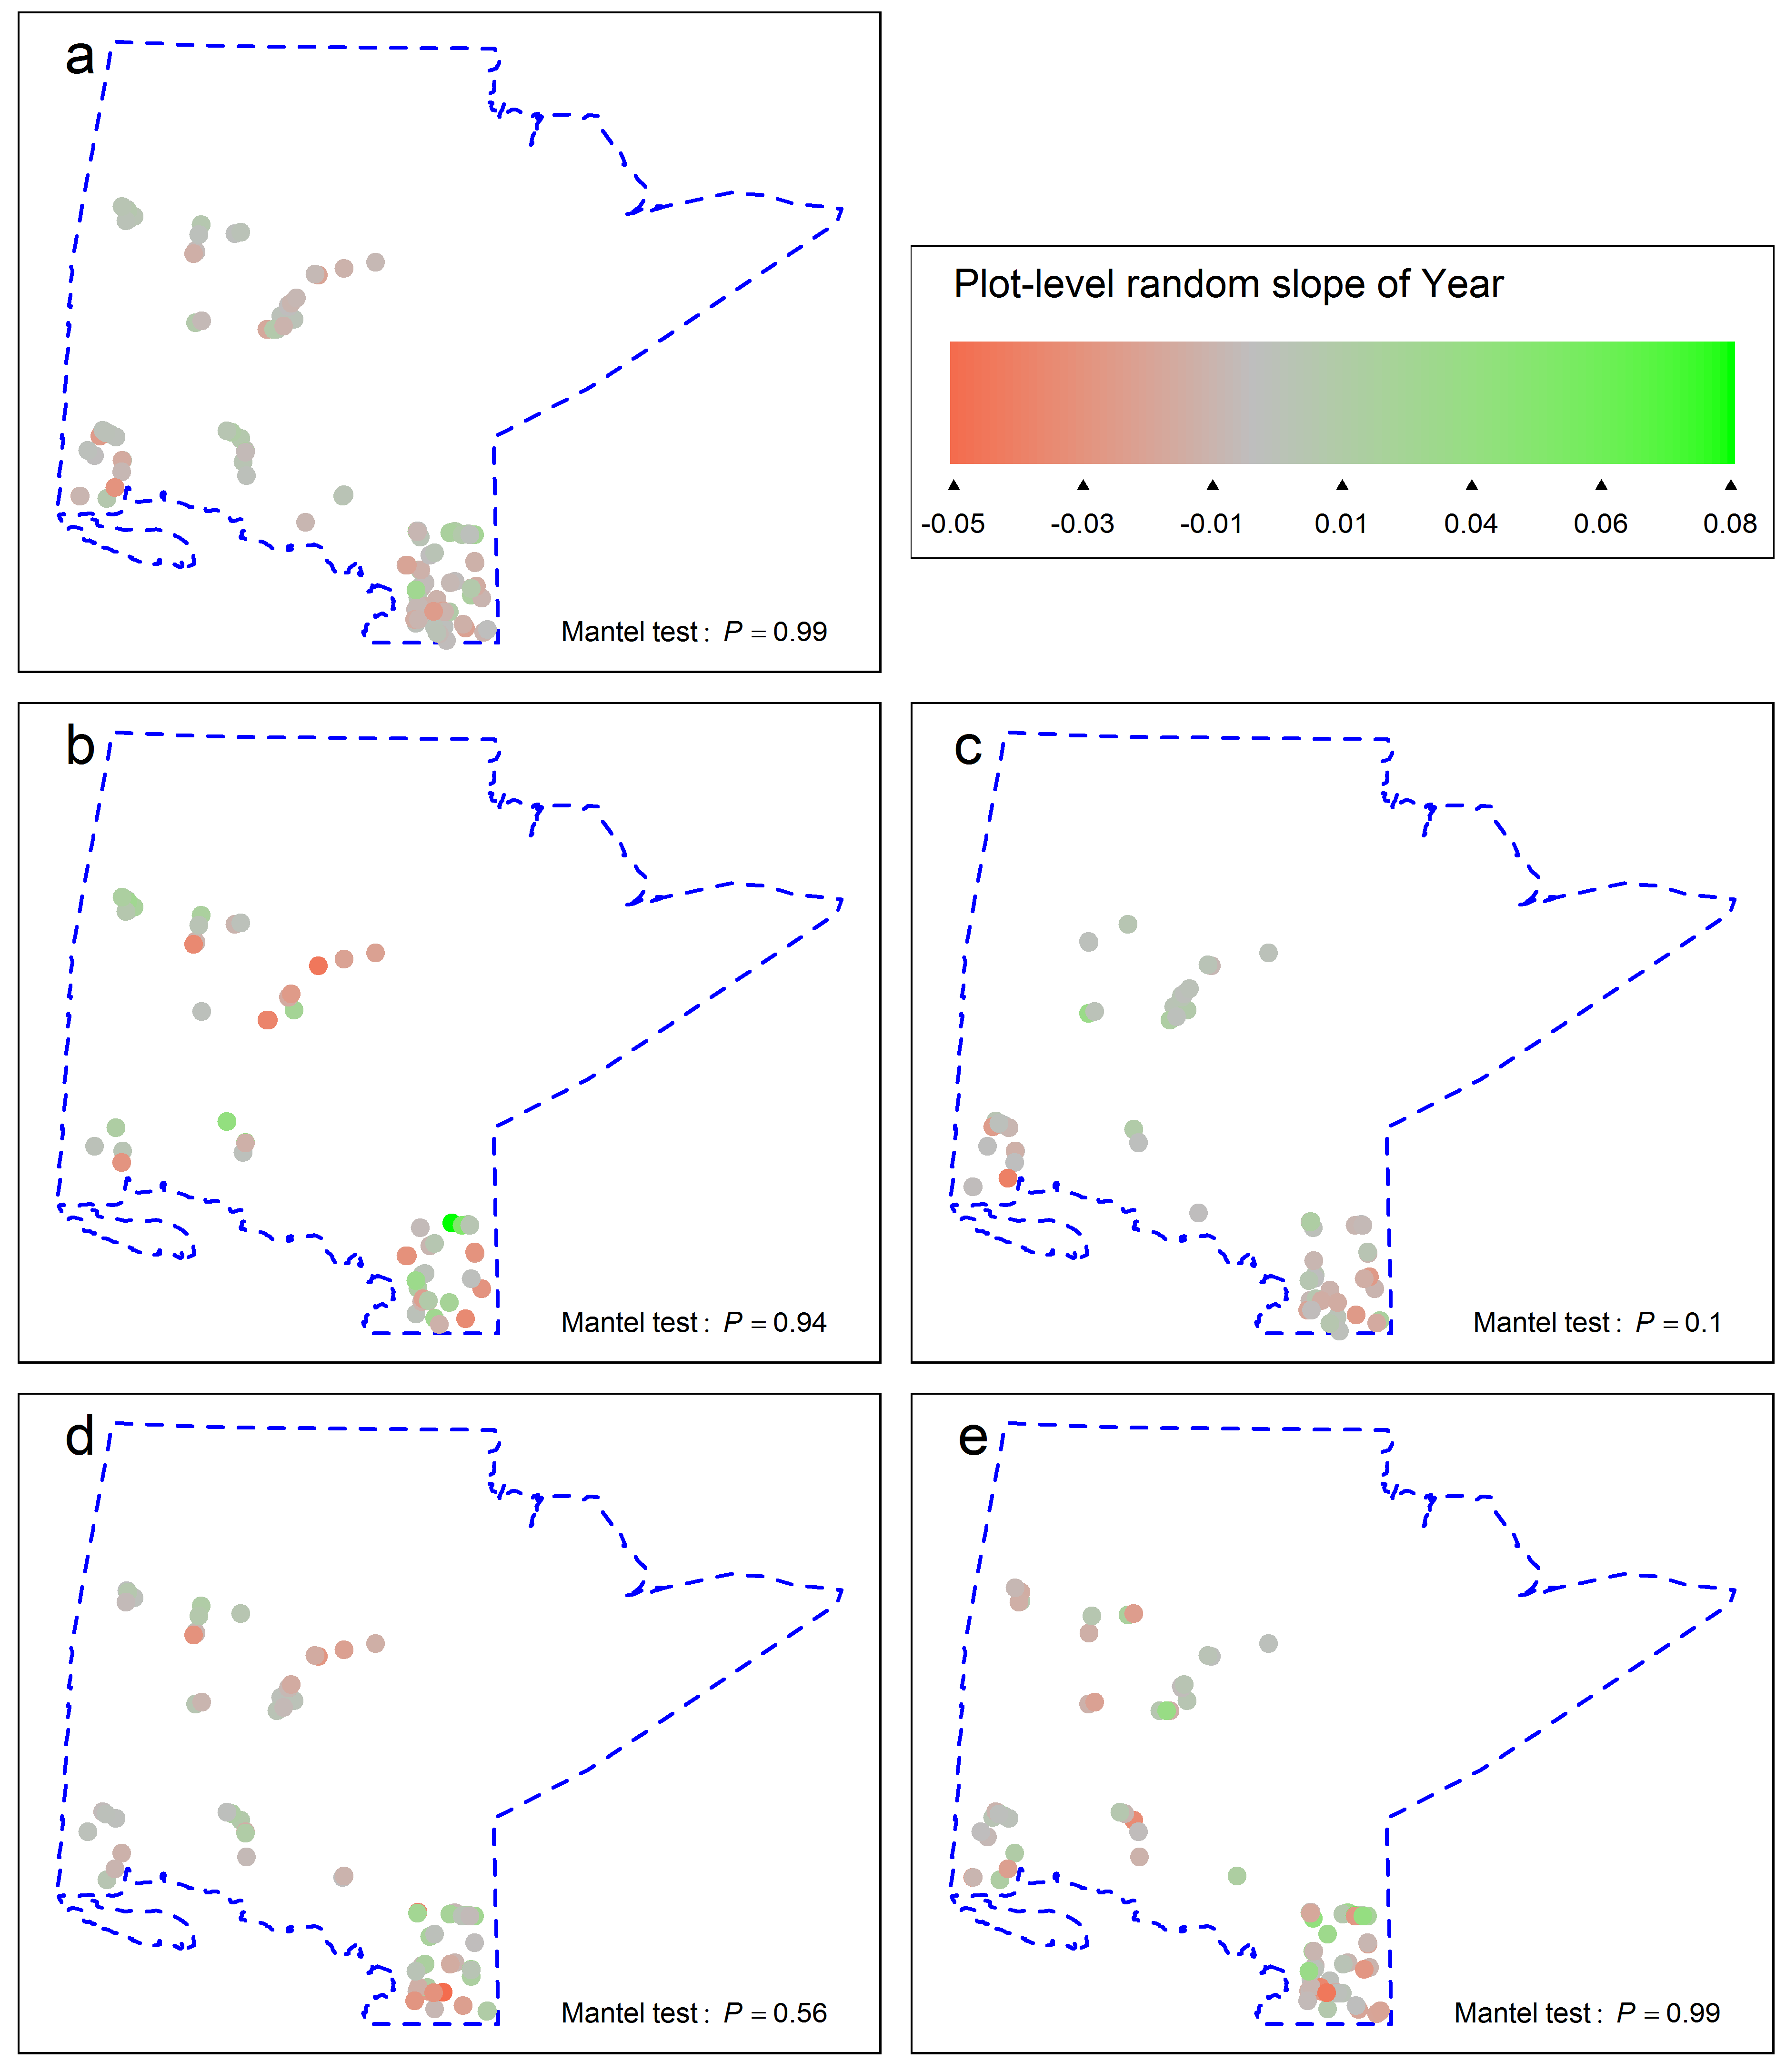 a
Mantel test : P = 0.99
Plot-level random slope of Year
-0.05 -0.03 -0.01 0.01 0.04 0.06 0.08
b
Mantel test : P = 0.94
c
Mantel test : P = 0.1
d
Mantel test : P = 0.56
e
Mantel test : P = 0.99